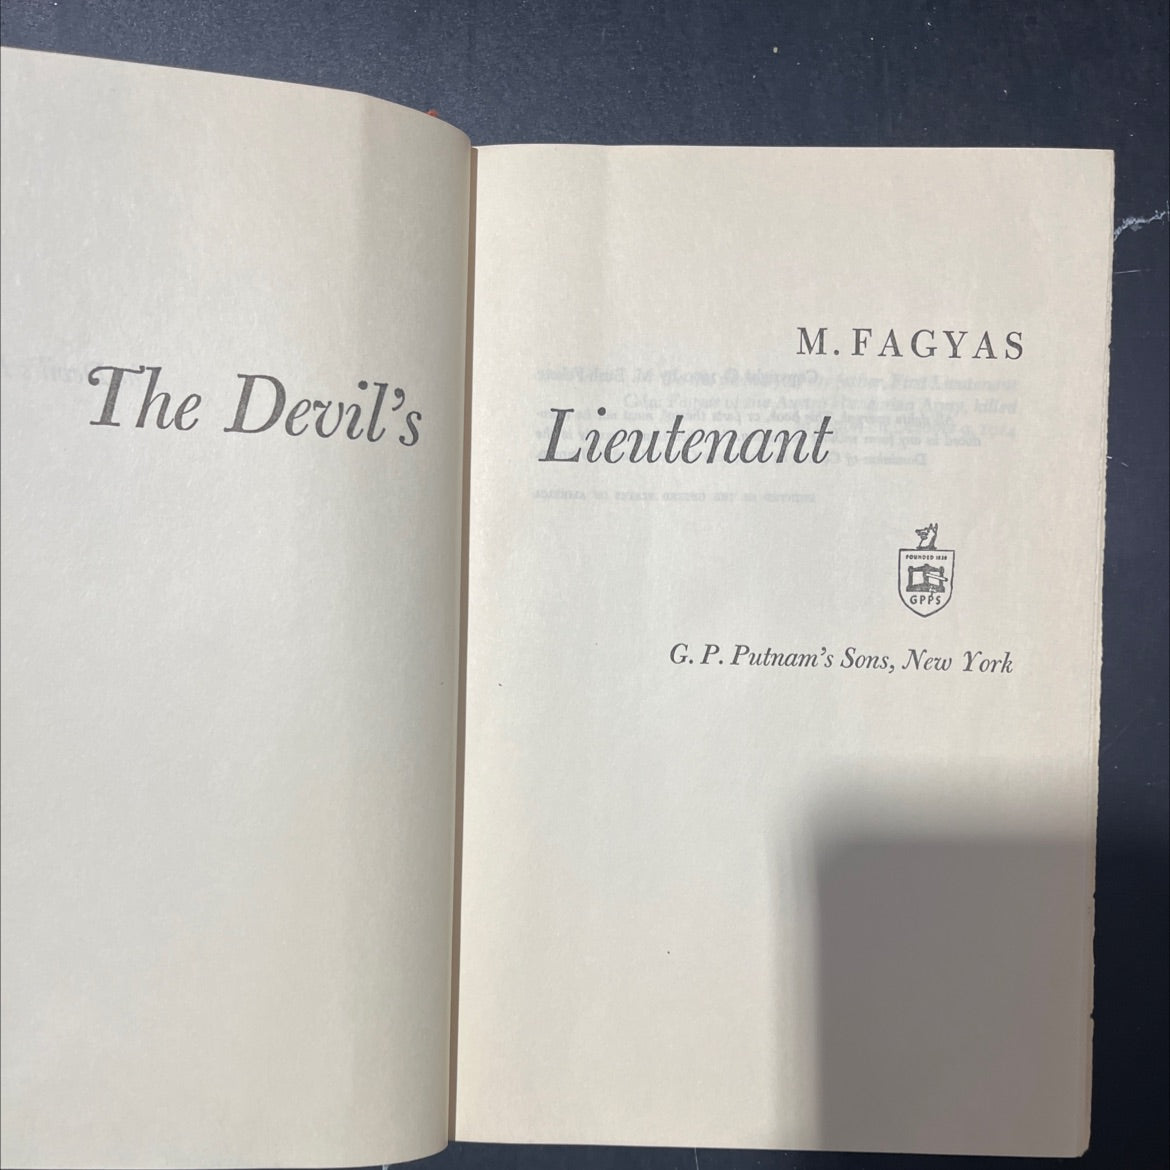 M. FAGYAS
The Devil's Lieutenant
FOUNDED 1838
GPPS
G. P. Putnam's Sons, New York